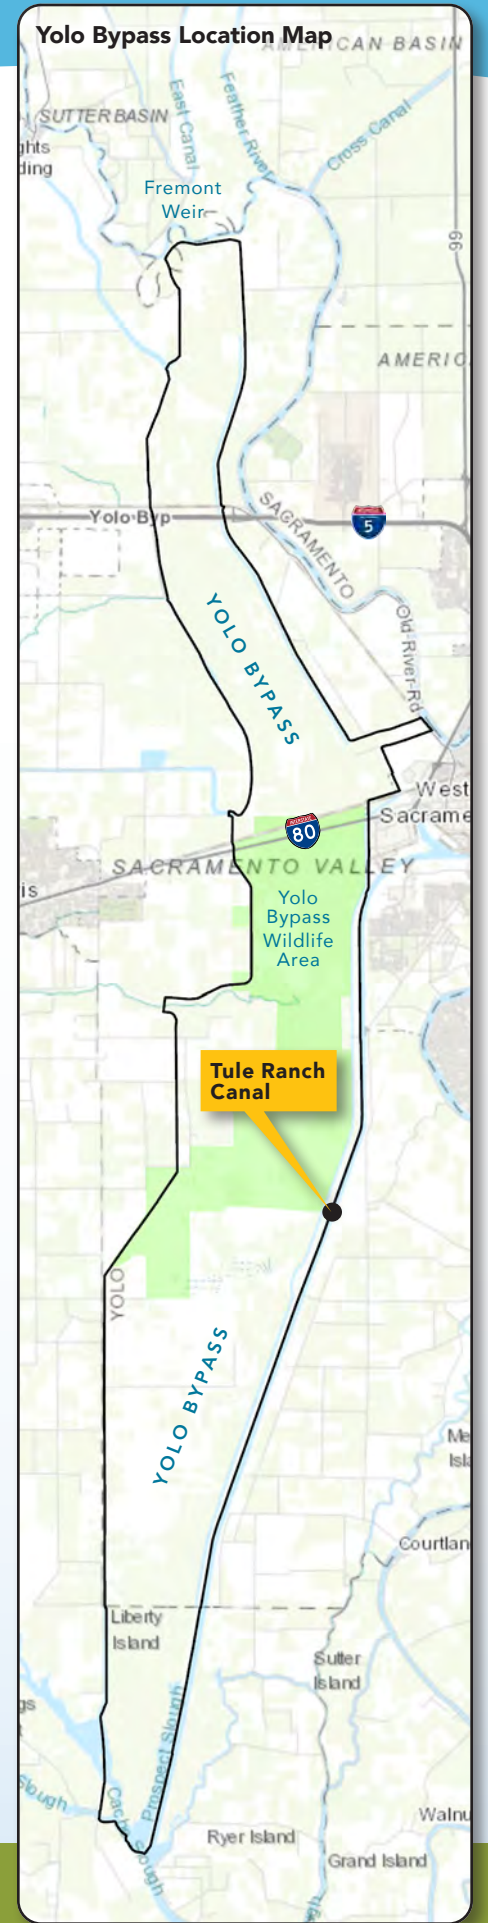 Yolo Bypass Location Map
AMERICAN BASIN
SUTTER BASIN
East Canal
Feather River
Cross Canal
ghts
ding
Fremont
Weir
99
AMERIC
Yolo Byp
SACRAMENTO
INTERSTATE
5
YOLO BYPASS
Old River Rd
West
Sacrame
INTERSTATE
80
SACRAMENTO VALLEY
is
Yolo
Bypass
Wildlife
Area
Tule Ranch
Canal
YOLO
YOLO BYPASS
Me
Isla
Courtlan
Liberty
Island
Sutter
Island
gs
Prospect Slough
Slough
Cache Slough
Walnu
Ryer Island
Grand Island
gh